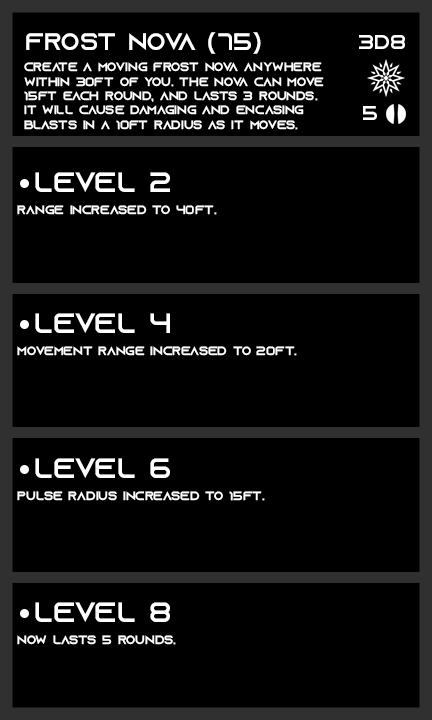 FROST NOVA (75)
3D8
CREATE A MOVING FROST NOVA ANYWHERE
WITHIN 30FT OF YOU. THE NOVA CAN MOVE
15FT EACH ROUND, AND LASTS 3 ROUNDS.
IT WILL CAUSE DAMAGING AND ENCASING
BLASTS IN A 10FT RADIUS AS IT MOVES.
5
•LEVEL 2
RANGE INCREASED TO 40FT.
•LEVEL 4
MOVEMENT RANGE INCREASED TO 20FT.
•LEVEL 6
PULSE RADIUS INCREASED TO 15FT.
•LEVEL 8
NOW LASTS 5 ROUNDS.